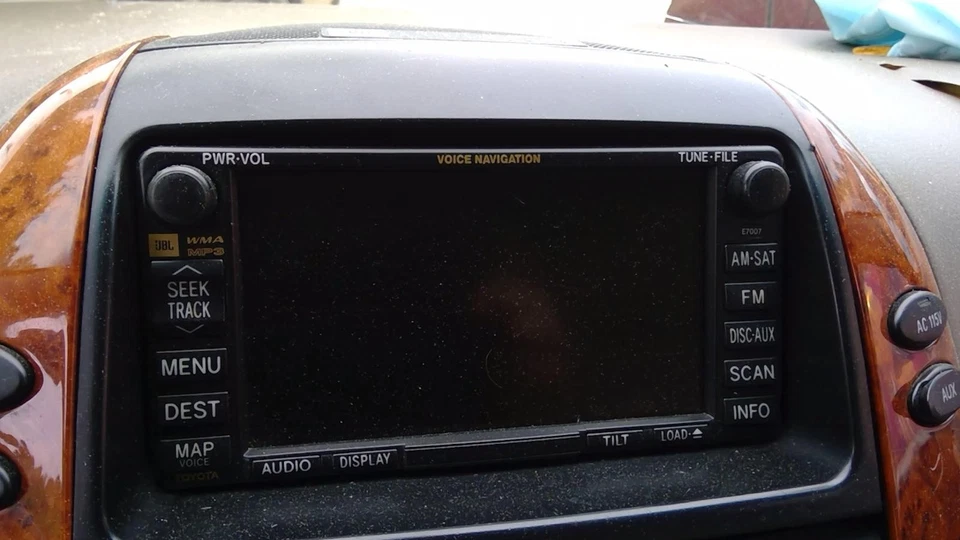 PWR·VOL
VOICE NAVIGATION
TUNE·FILE
JBL
WMA
MP3
E7007
SEEK
TRACK
MENU
DEST
MAP
VOICE
TOYOTA
AM·SAT
FM
DISC·AUX
SCAN
INFO
AUDIO
DISPLAY
TILT
LOAD·⏏
AC 115V
AUX